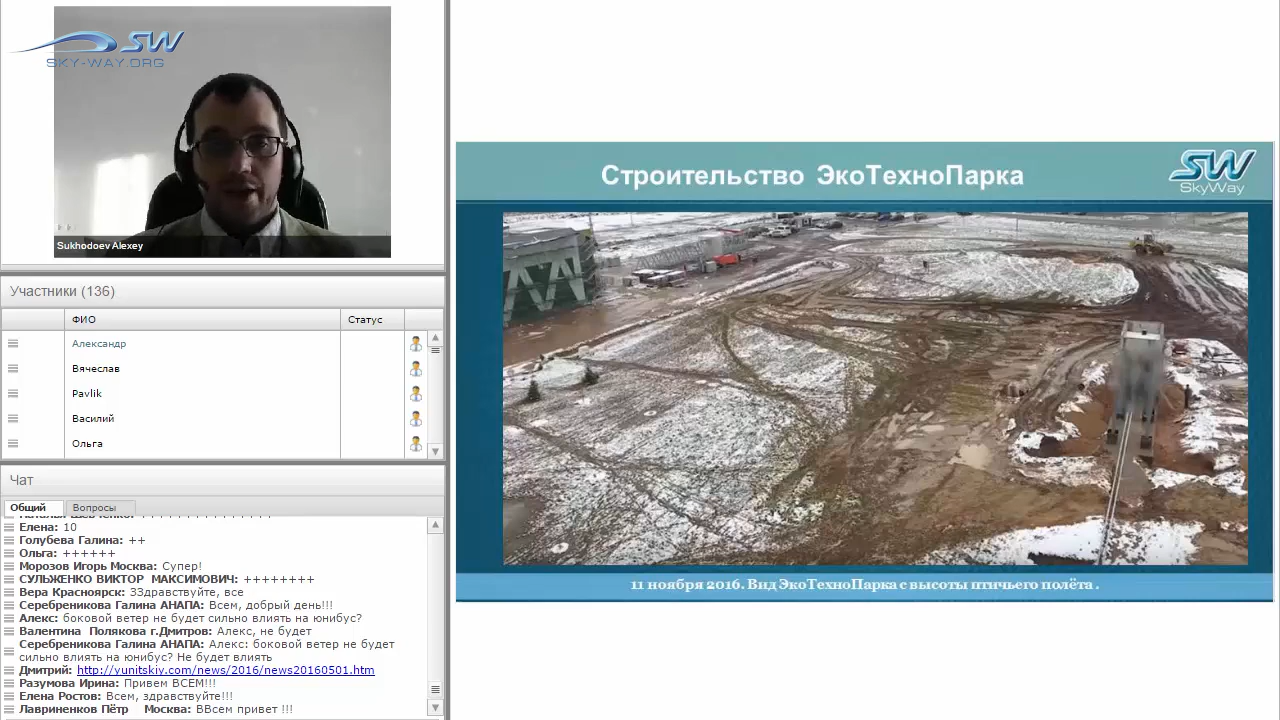 SW
SKY-WAY.ORG
Sukhodoev Alexey
Участники (136)
ФИО
Статус
Александр
Вячеслав
Pavlik
Василий
Ольга
Чат
Общий
Вопросы
Елена: 10
Голубева Галина: ++
Ольга: ++++++
Морозов Игорь Москва: Супер!
СУЛЬЖЕНКО ВИКТОР МАКСИМОВИЧ: ++++++++
Вера Красноярск: ЗЗдравствуйте, все
Серебреникова Галина АНАПА: Всем, добрый день!!!
Алекс: боковой ветер не будет сильно влиять на юнибус?
Валентина Полякова г.Дмитров: Алекс, не будет
Серебреникова Галина АНАПА: Алекс: боковой ветер не будет
сильно влиять на юнибус? Не будет влиять
Дмитрий: http://yunitskiy.com/news/2016/news20160501.htm
Разумова Ирина: Привем ВСЕМ!!!
Елена Ростов: Всем, здравствуйте!!!
Лавриненков Пётр Москва: ВВсем привет !!!
Строительство ЭкоТехноПарка
SW
SkyWay
11 ноября 2016. Вид ЭкоТехноПарка с высоты птичьего полёта .